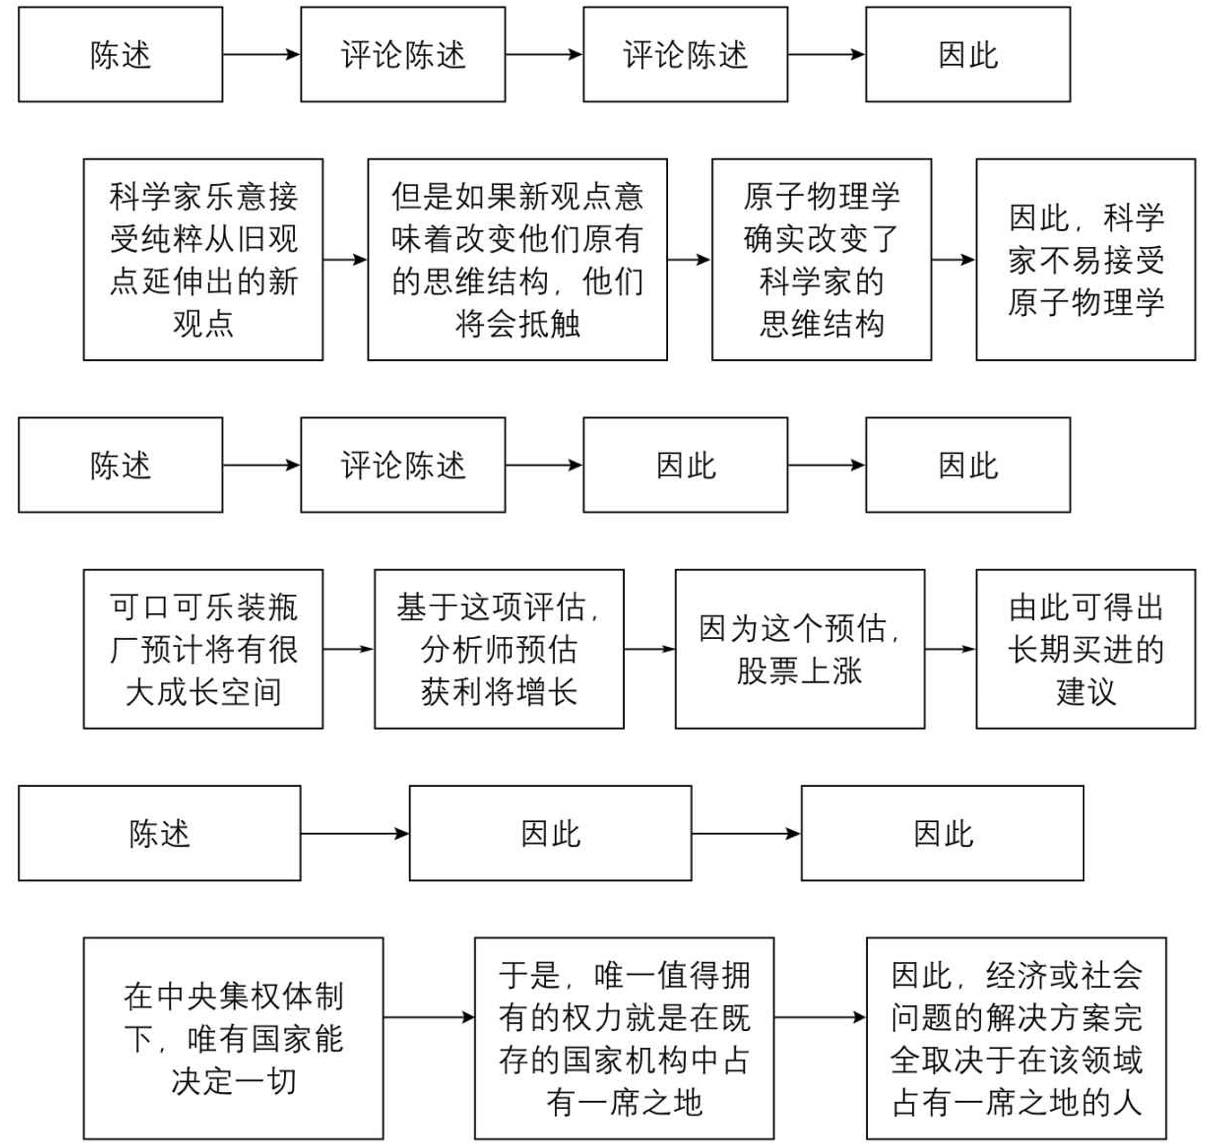 陈述
评论陈述
评论陈述
因此
科学家乐意接
受纯粹从旧观
点延伸出的新
观点
但是如果新观点意
味着改变他们原有
的思维结构，他们
将会抵触
原子物理学
确实改变了
科学家的
思维结构
因此，科学
家不易接受
原子物理学
陈述
评论陈述
因此
因此
可口可乐装瓶
厂预计将有很
大成长空间
基于这项评估，
分析师预估
获利将增长
因为这个预估，
股票上涨
由此可得出
长期买进的
建议
陈述
因此
因此
在中央集权体制
下，唯有国家能
决定一切
于是，唯一值得拥
有的权力就是在既
存的国家机构中占
有一席之地
因此，经济或社会
问题的解决方案完
全取决于在该领域
占有一席之地的人